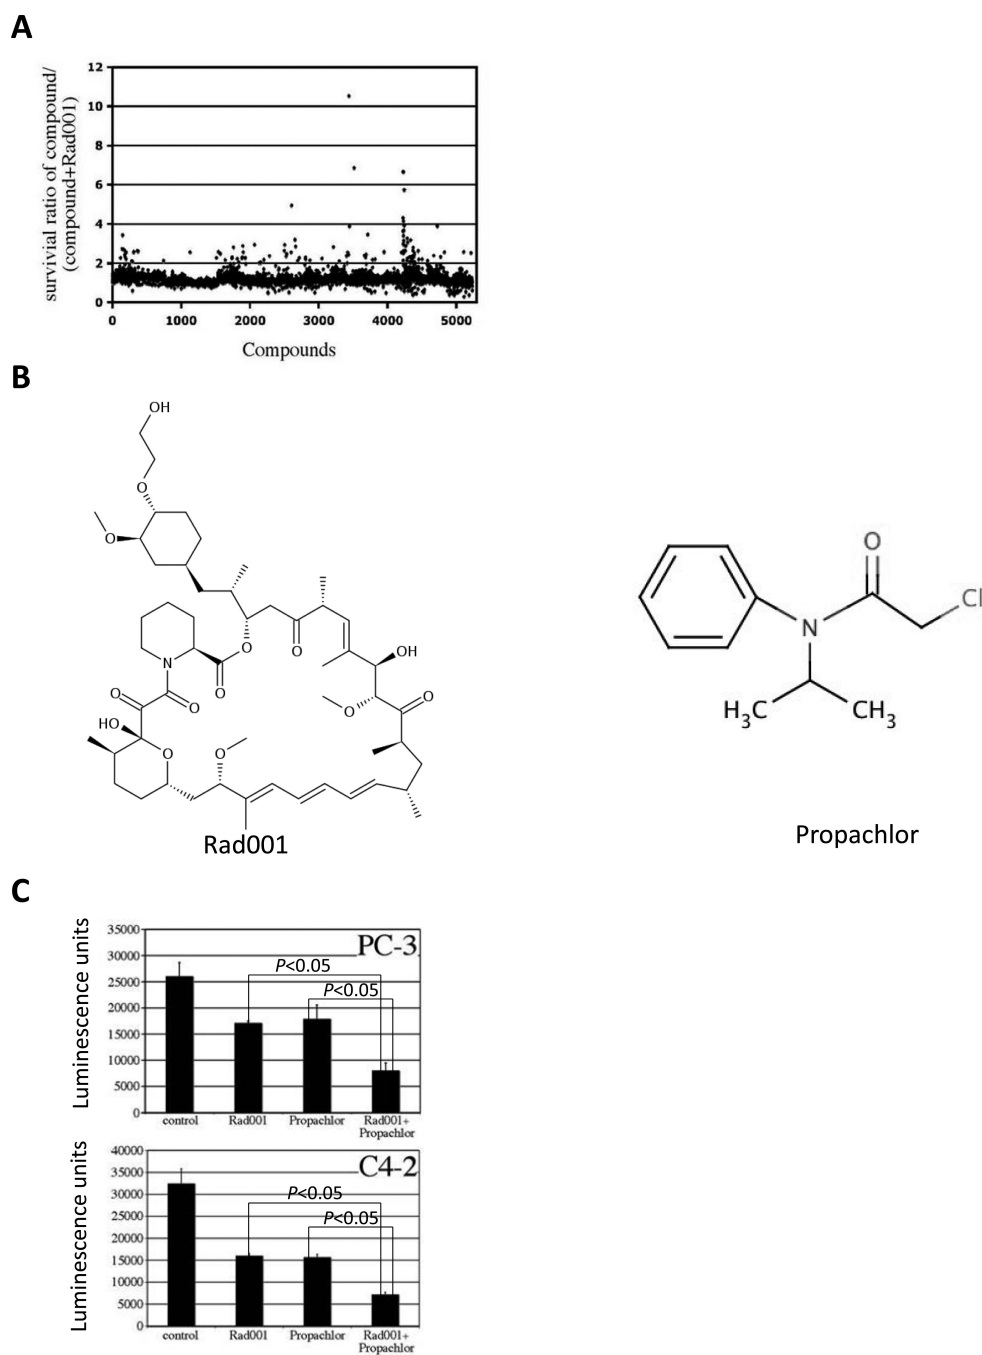 A
survivial ratio of compound/
(compound+Rad001)
12
10
8
6
4
2
0
0 1000 2000 3000 4000 5000
Compounds
B
OH
O
O
O
O
OH
N
O
O
O
O
O
HO
O
O
Rad001
O
Cl
N
H₃C CH₃
Propachlor
C
Luminescence units
35000
30000
25000
20000
15000
10000
5000
0
PC-3
P<0.05
P<0.05
control Rad001 Propachlor Rad001+
Propachlor
Luminescence units
40000
35000
30000
25000
20000
15000
10000
5000
0
C4-2
P<0.05
P<0.05
control Rad001 Propachlor Rad001+
Propachlor